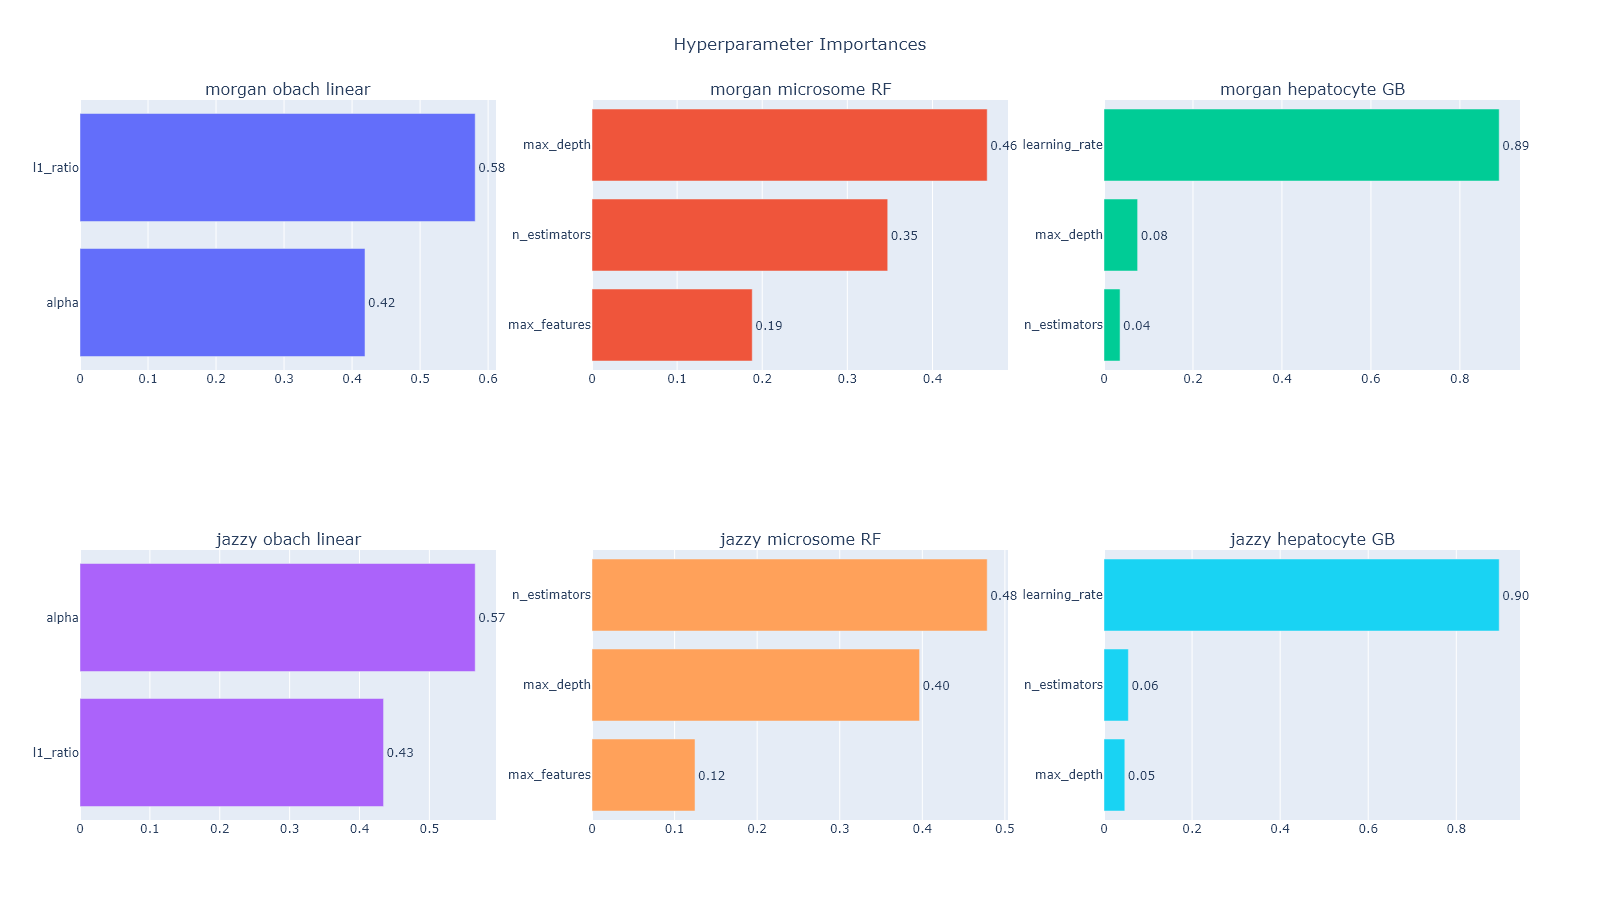 Hyperparameter Importances
morgan obach linear
l1_ratio
0.58
alpha
0.42
0 0.1 0.2 0.3 0.4 0.5 0.6
morgan microsome RF
max_depth
0.46
n_estimators
0.35
max_features
0.19
0 0.1 0.2 0.3 0.4
morgan hepatocyte GB
learning_rate
0.89
max_depth
0.08
n_estimators
0.04
0 0.2 0.4 0.6 0.8
jazzy obach linear
alpha
0.57
l1_ratio
0.43
0 0.1 0.2 0.3 0.4 0.5
jazzy microsome RF
n_estimators
0.48
max_depth
0.40
max_features
0.12
0 0.1 0.2 0.3 0.4 0.5
jazzy hepatocyte GB
learning_rate
0.90
n_estimators
0.06
max_depth
0.05
0 0.2 0.4 0.6 0.8